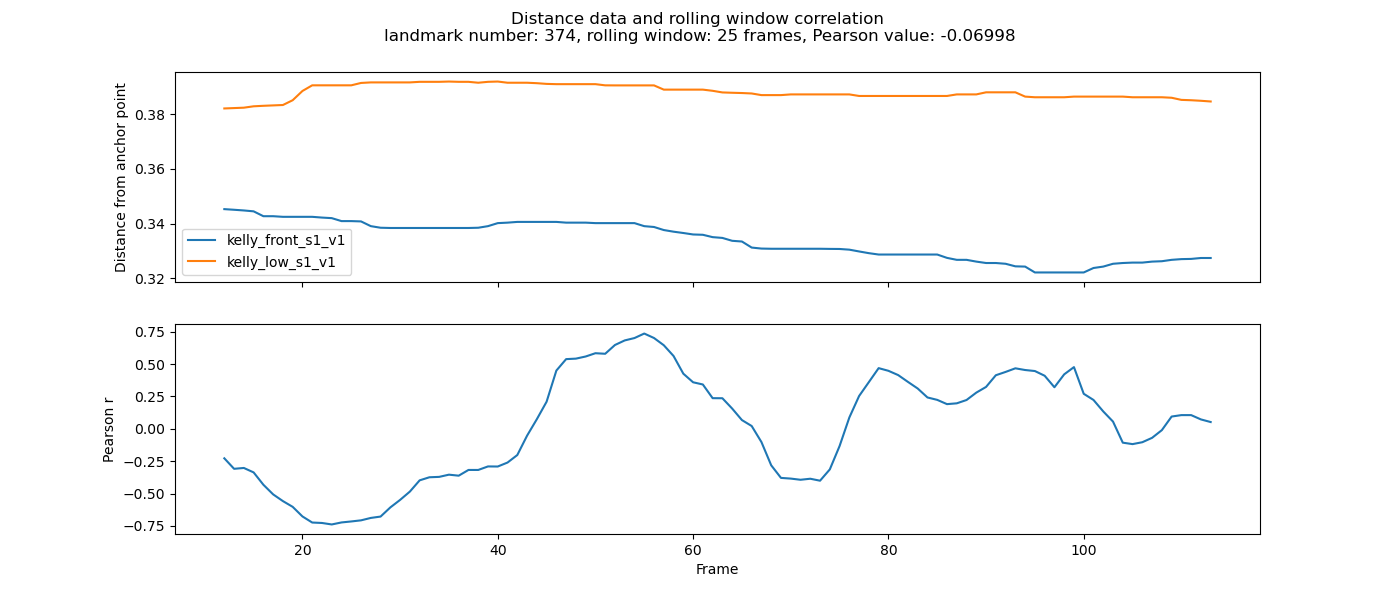 Distance data and rolling window correlation
landmark number: 374, rolling window: 25 frames, Pearson value: -0.06998
Distance from anchor point
0.38
0.36
0.34
0.32
kelly_front_s1_v1
kelly_low_s1_v1
Pearson r
0.75
0.50
0.25
0.00
−0.25
−0.50
−0.75
20 40 60 80 100
Frame